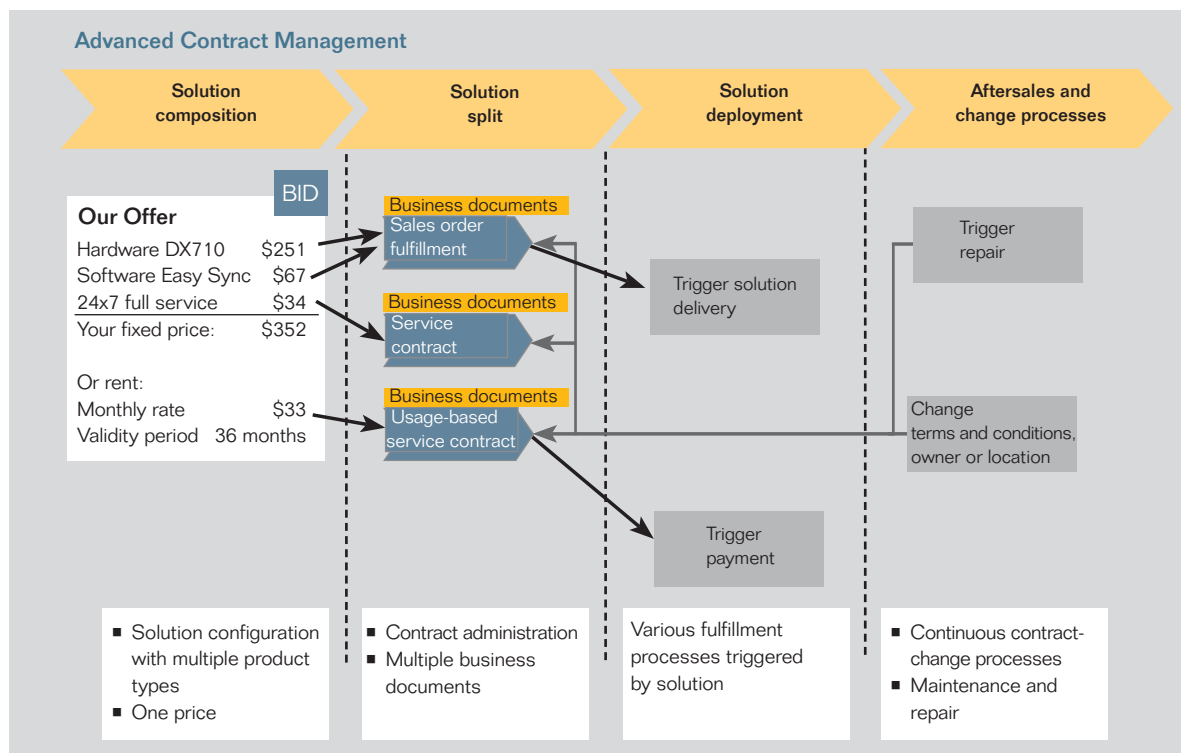 Advanced Contract Management
Solution
composition
Solution
split
Solution
deployment
Aftersales and
change processes
BID
Our Offer
Hardware DX710 $251
Software Easy Sync $67
24x7 full service $34
Your fixed price: $352
Or rent:
Monthly rate $33
Validity period 36 months
Business documents
Sales order
fulfillment
Business documents
Service
contract
Business documents
Usage-based
service contract
Trigger solution
delivery
Trigger
payment
Trigger
repair
Change
terms and conditions,
owner or location
▪ Solution configuration
with multiple product
types
▪ One price
▪ Contract administration
▪ Multiple business
documents
Various fulfillment
processes triggered
by solution
▪ Continuous contract-
change processes
▪ Maintenance and
repair